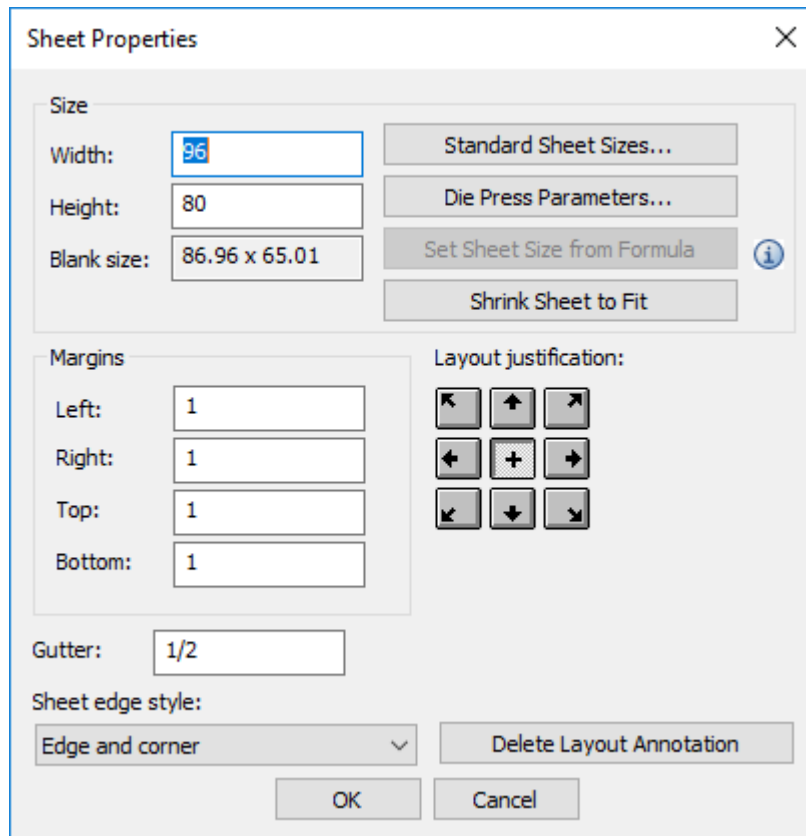 Sheet Properties
Size
Width: 96 Standard Sheet Sizes...
Height: 80 Die Press Parameters...
Blank size: 86.96 x 65.01 Set Sheet Size from Formula
Shrink Sheet to Fit
Margins Layout justification:
Left: 1
Right: 1
Top: 1
Bottom: 1
Gutter: 1/2
Sheet edge style:
Edge and corner Delete Layout Annotation
OK Cancel